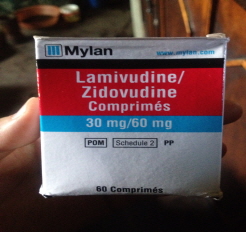 Mylan
www.mylan.com
Lamivudine/
Zidovudine
Comprimés
30 mg/60 mg
POM Schedule 2 PP
60 Comprimés